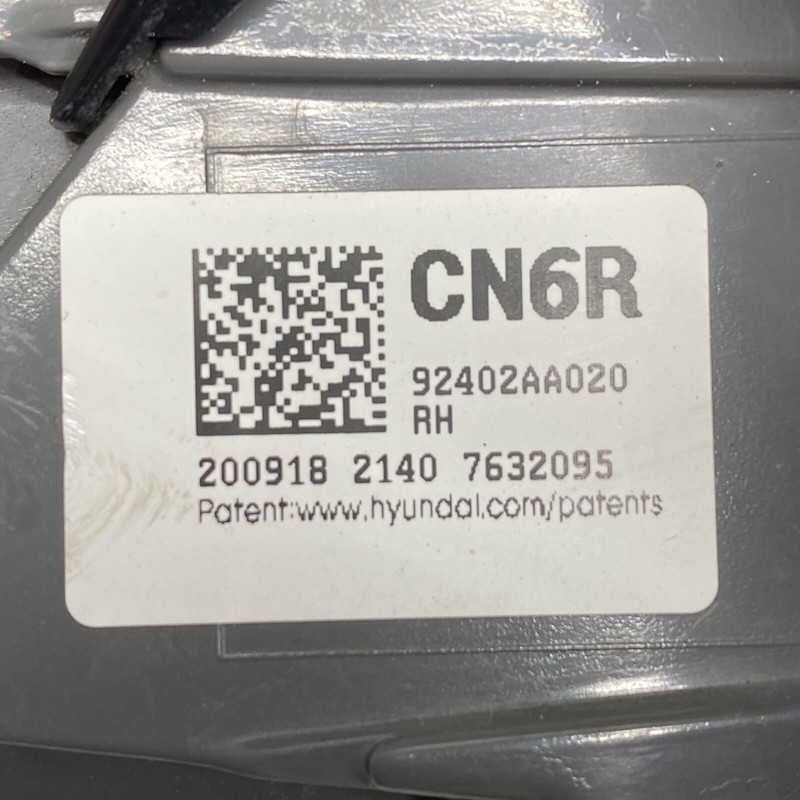 CN6R
92402AA020
RH
200918 2140 7632095
Patent:www.hyundai.com/patents